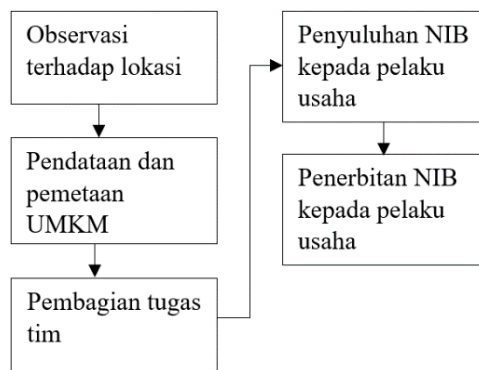 Observasi
terhadap lokasi
Pendataan dan
pemetaan
UMKM
Pembagian tugas
tim
Penyuluhan NIB
kepada pelaku
usaha
Penerbitan NIB
kepada pelaku
usaha